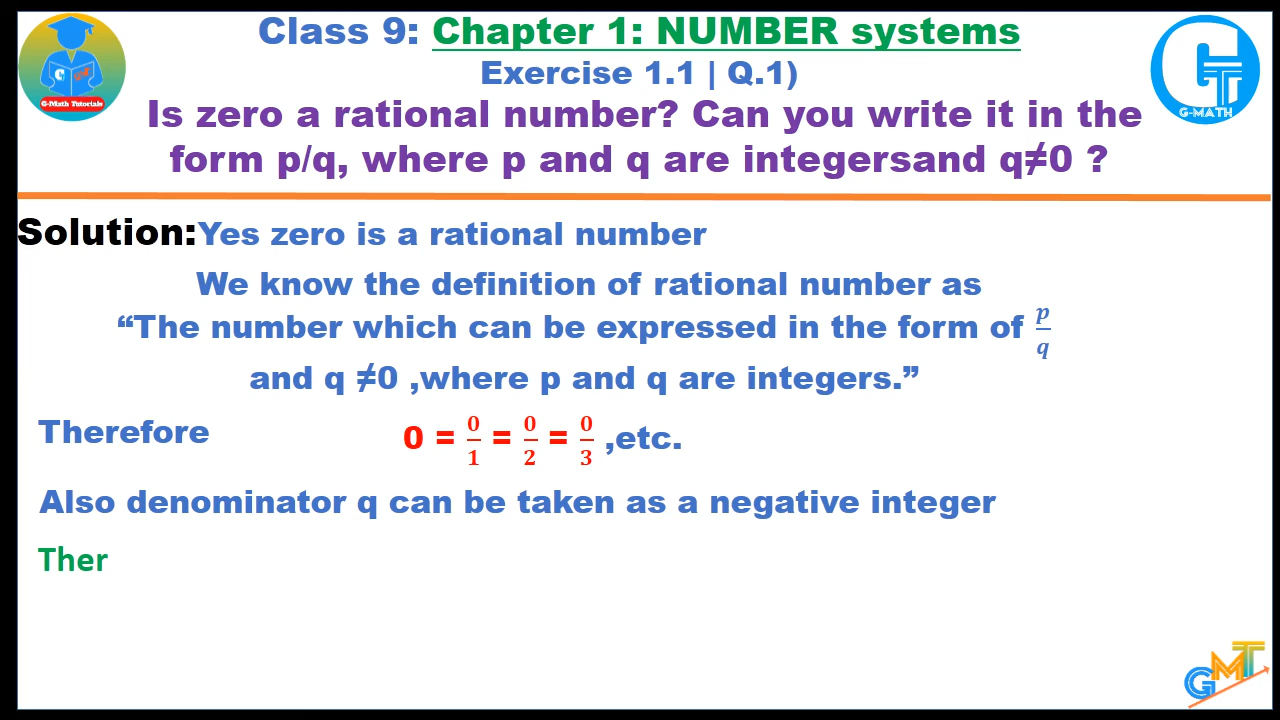 Class 9: Chapter 1: NUMBER systems
Exercise 1.1 | Q.1)
Is zero a rational number? Can you write it in the
form p/q, where p and q are integersand q≠0 ?
G-Math Tutorials
G-MATH
Solution:Yes zero is a rational number
We know the definition of rational number as
“The number which can be expressed in the form of p/q
and q ≠0 ,where p and q are integers.”
Therefore 0 = 0/1 = 0/2 = 0/3 ,etc.
Also denominator q can be taken as a negative integer
Ther
GMT